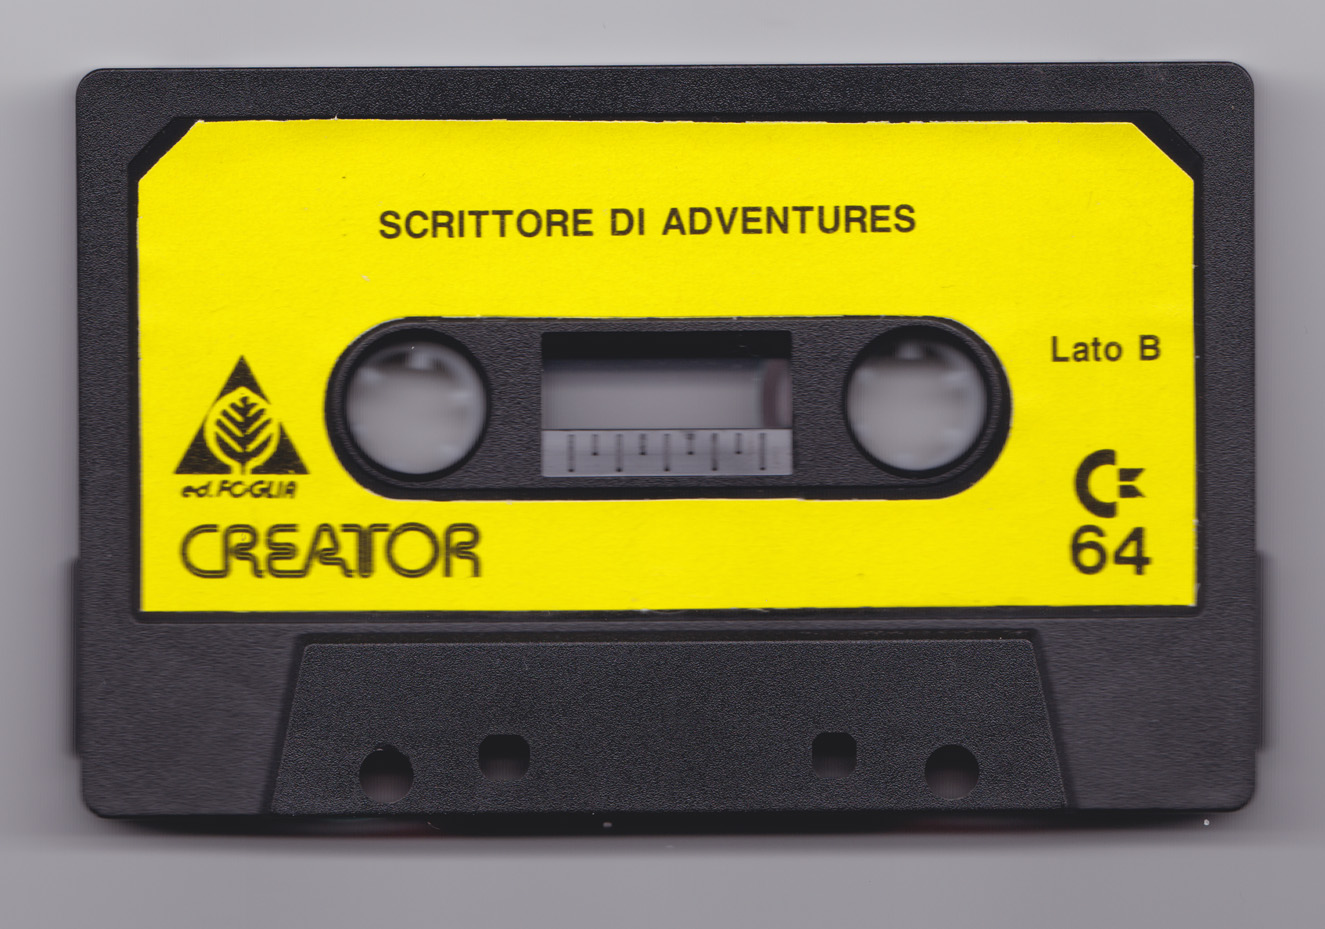 SCRITTORE DI ADVENTURES
Lato B
ed. FOGLIA
CREATOR
64